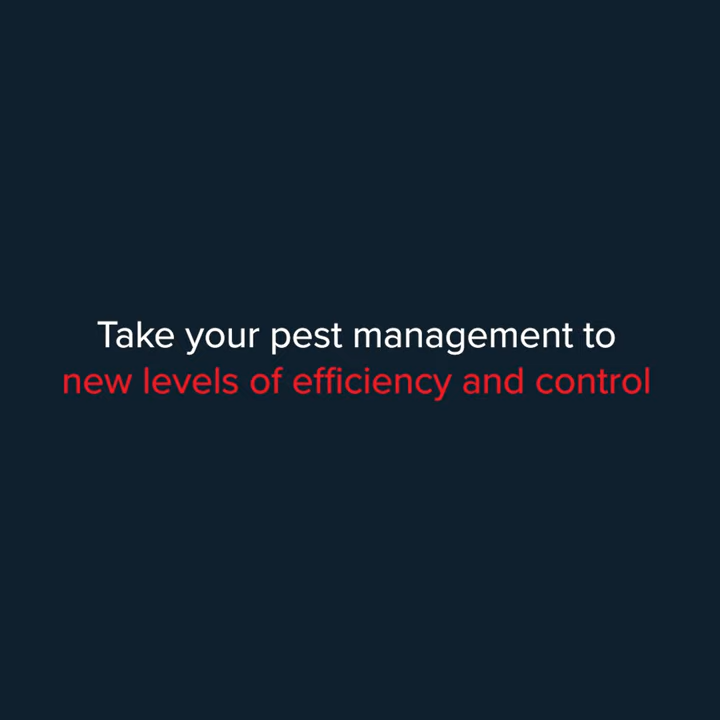 Take your pest management to
new levels of efficiency and control